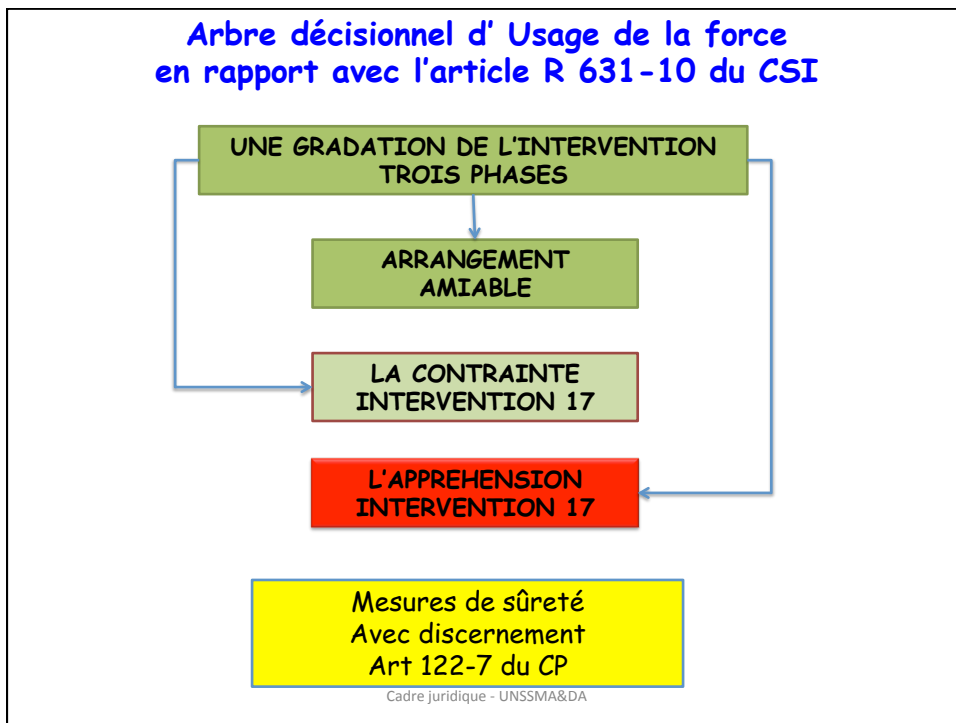 Arbre décisionnel d’ Usage de la force
en rapport avec l’article R 631-10 du CSI
UNE GRADATION DE L’INTERVENTION
TROIS PHASES
ARRANGEMENT
AMIABLE
LA CONTRAINTE
INTERVENTION 17
L’APPREHENSION
INTERVENTION 17
Mesures de sûreté
Avec discernement
Art 122-7 du CP
Cadre juridique - UNSSMA&DA